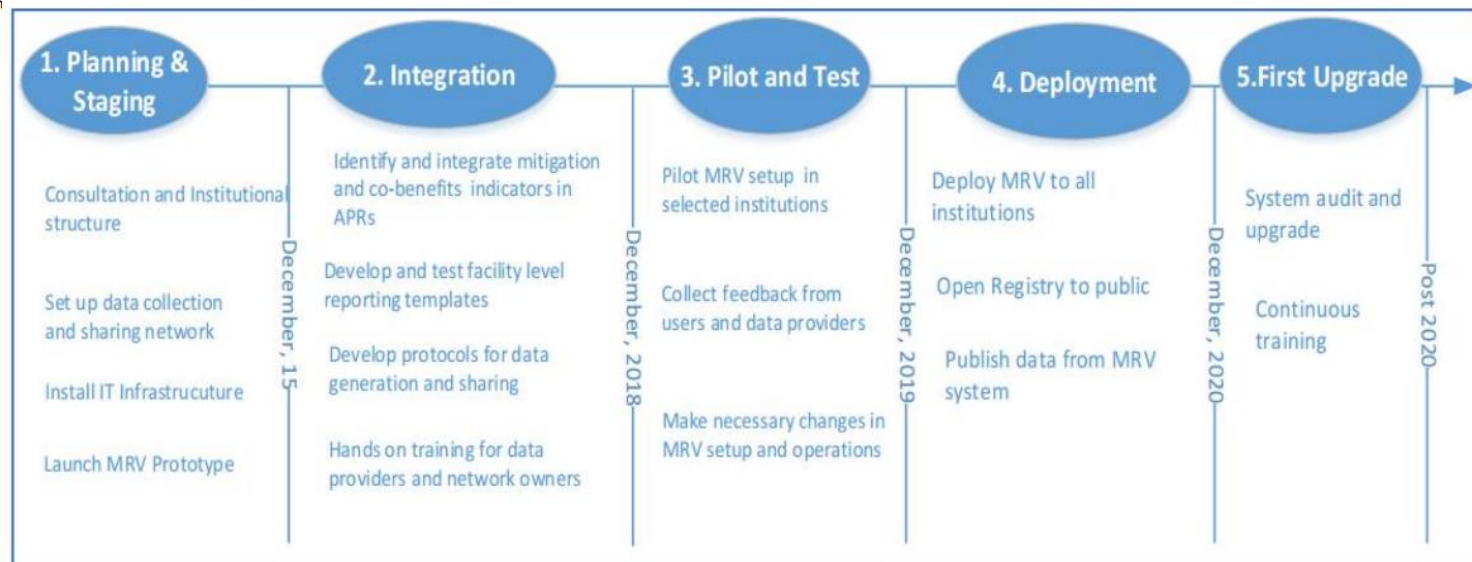 1. Planning &
Staging
2. Integration
3. Pilot and Test
4. Deployment
5.First Upgrade
Consultation and Institutional
structure
Set up data collection
and sharing network
Install IT Infrastrucuture
Launch MRV Prototype
December, 15
Identify and integrate mitigation
and co-benefits indicators in
APRs
Develop and test facility level
reporting templates
Develop protocols for data
generation and sharing
Hands on training for data
providers and network owners
December, 2018
Pilot MRV setup in
selected institutions
Collect feedback from
users and data providers
Make necessary changes in
MRV setup and operations
December, 2019
Deploy MRV to all
institutions
Open Registry to public
Publish data from MRV
system
December, 2020
System audit and
upgrade
Continuous
training
Post 2020